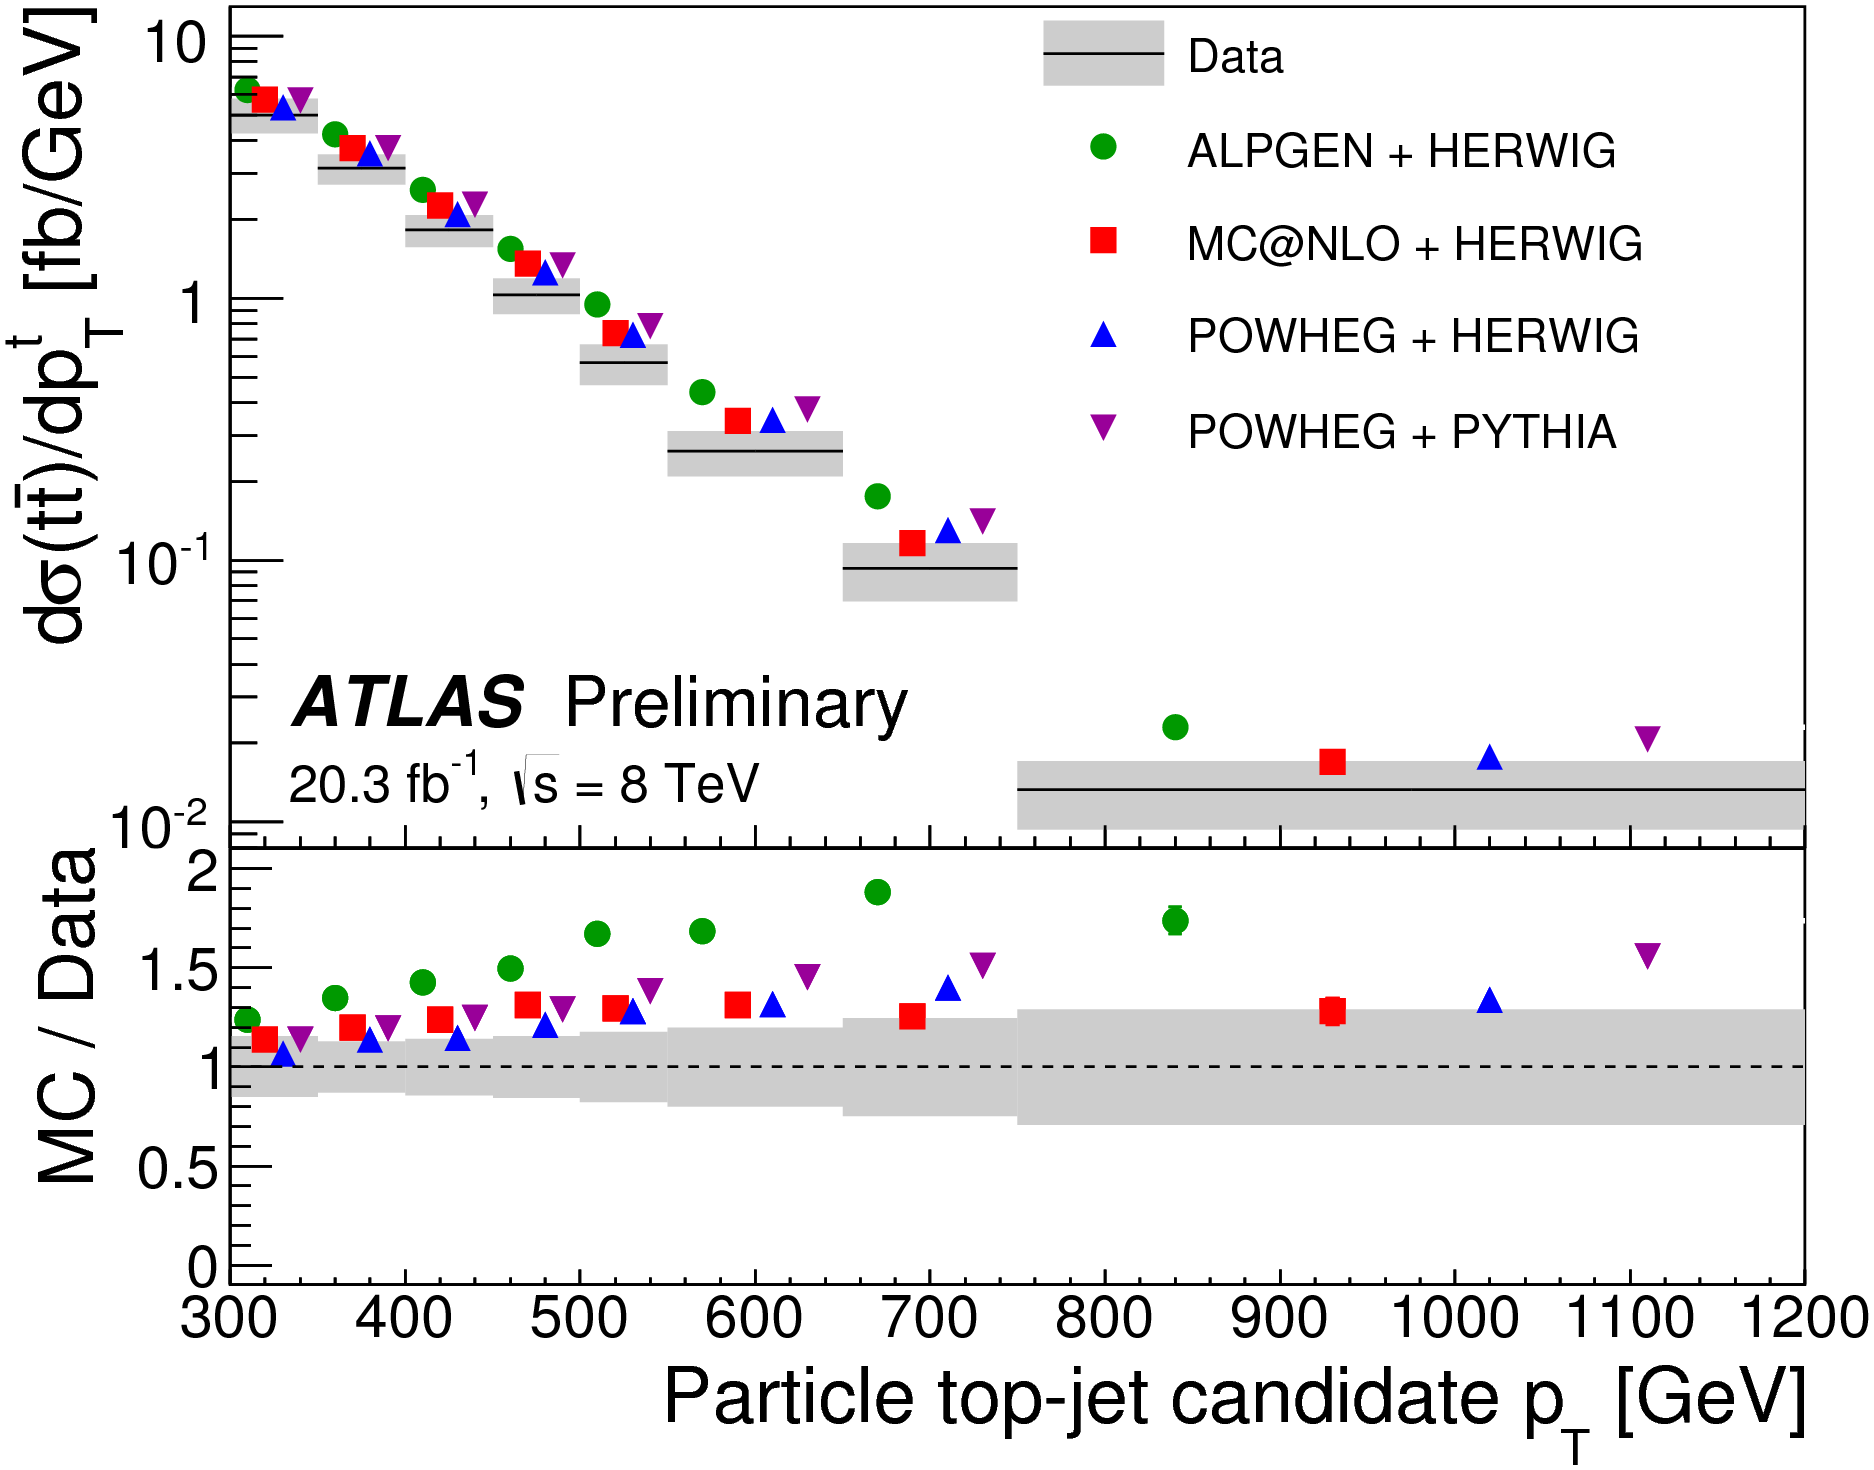 dσ(tt̄)/dp_T^t [fb/GeV]
10
1
10^-1
10^-2
Data
ALPGEN + HERWIG
MC@NLO + HERWIG
POWHEG + HERWIG
POWHEG + PYTHIA
ATLAS Preliminary
20.3 fb^-1, √s = 8 TeV
MC / Data
2
1.5
1
0.5
0
300 400 500 600 700 800 900 1000 1100 1200
Particle top-jet candidate p_T [GeV]